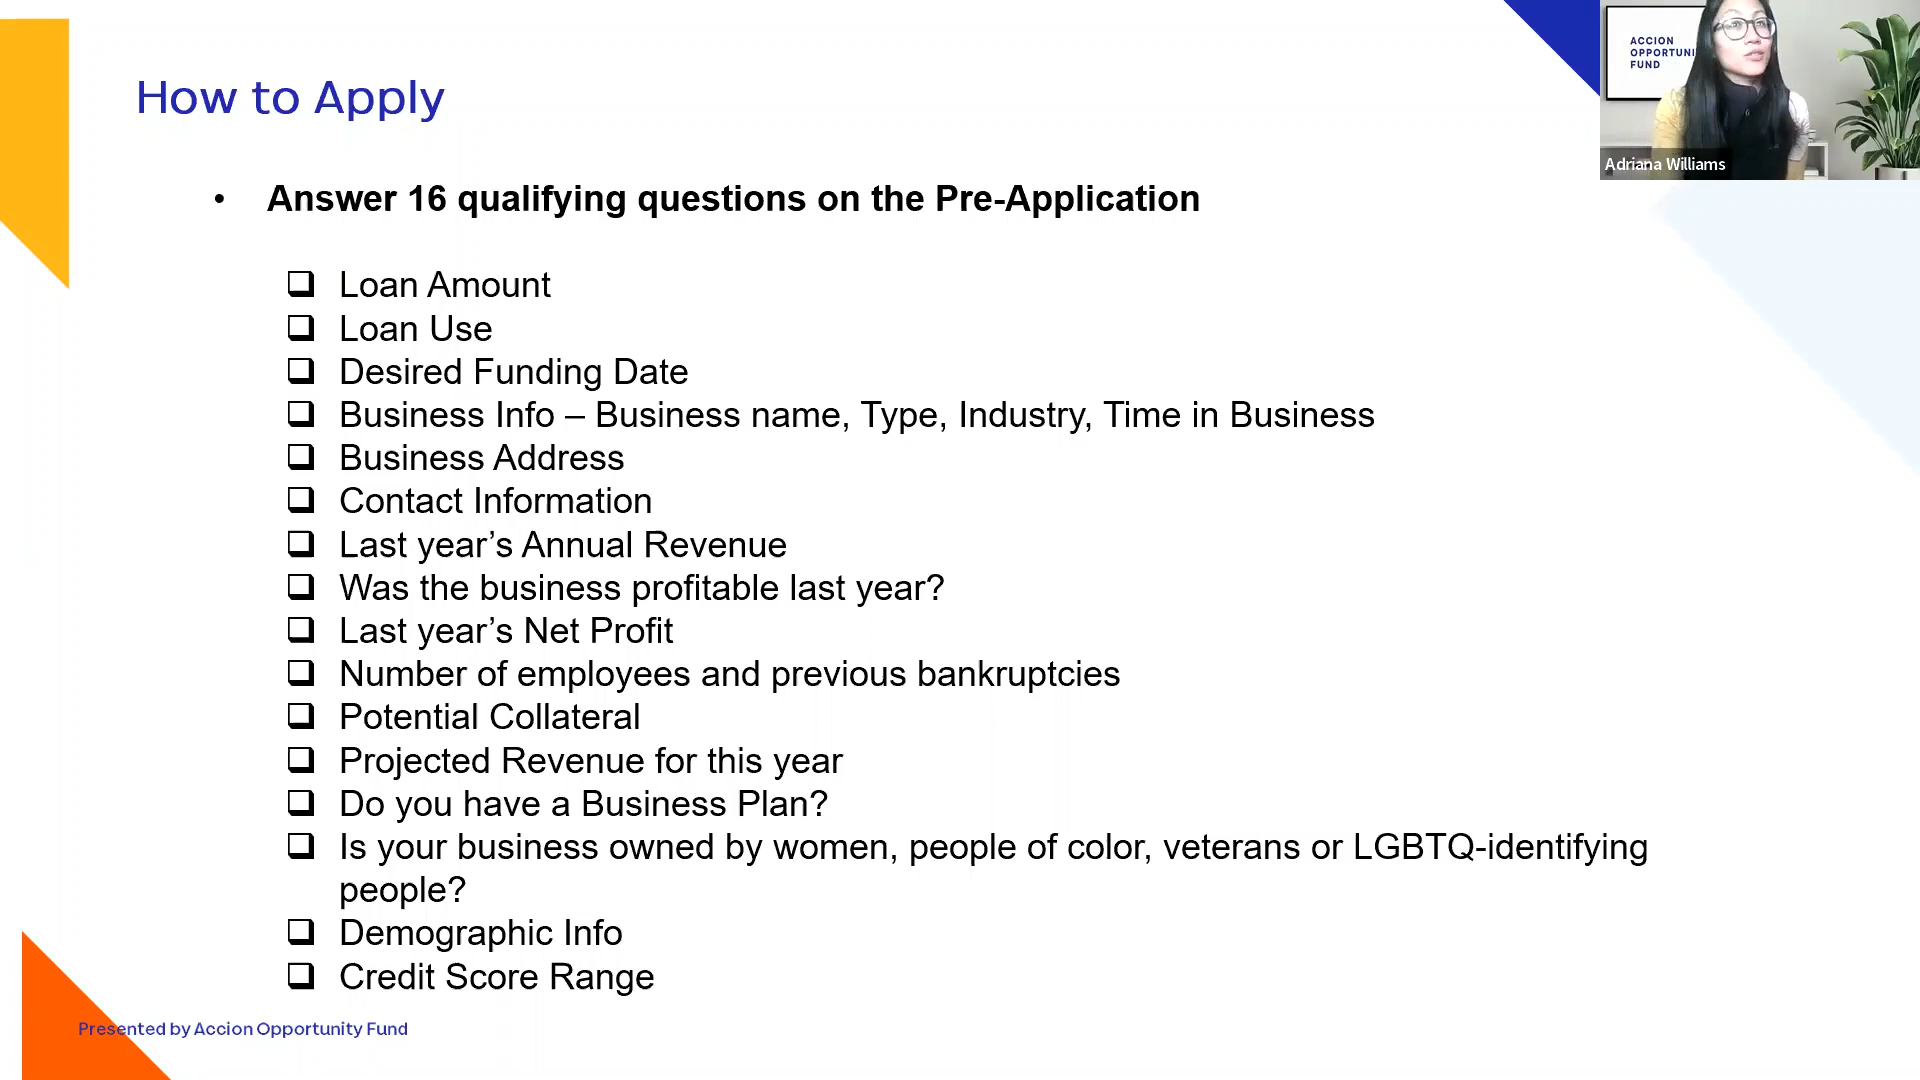 How to Apply
• Answer 16 qualifying questions on the Pre-Application
❑ Loan Amount
❑ Loan Use
❑ Desired Funding Date
❑ Business Info – Business name, Type, Industry, Time in Business
❑ Business Address
❑ Contact Information
❑ Last year’s Annual Revenue
❑ Was the business profitable last year?
❑ Last year’s Net Profit
❑ Number of employees and previous bankruptcies
❑ Potential Collateral
❑ Projected Revenue for this year
❑ Do you have a Business Plan?
❑ Is your business owned by women, people of color, veterans or LGBTQ-identifying
people?
❑ Demographic Info
❑ Credit Score Range
Presented by Accion Opportunity Fund
ACCION
OPPORTUNI
FUND
Adriana Williams